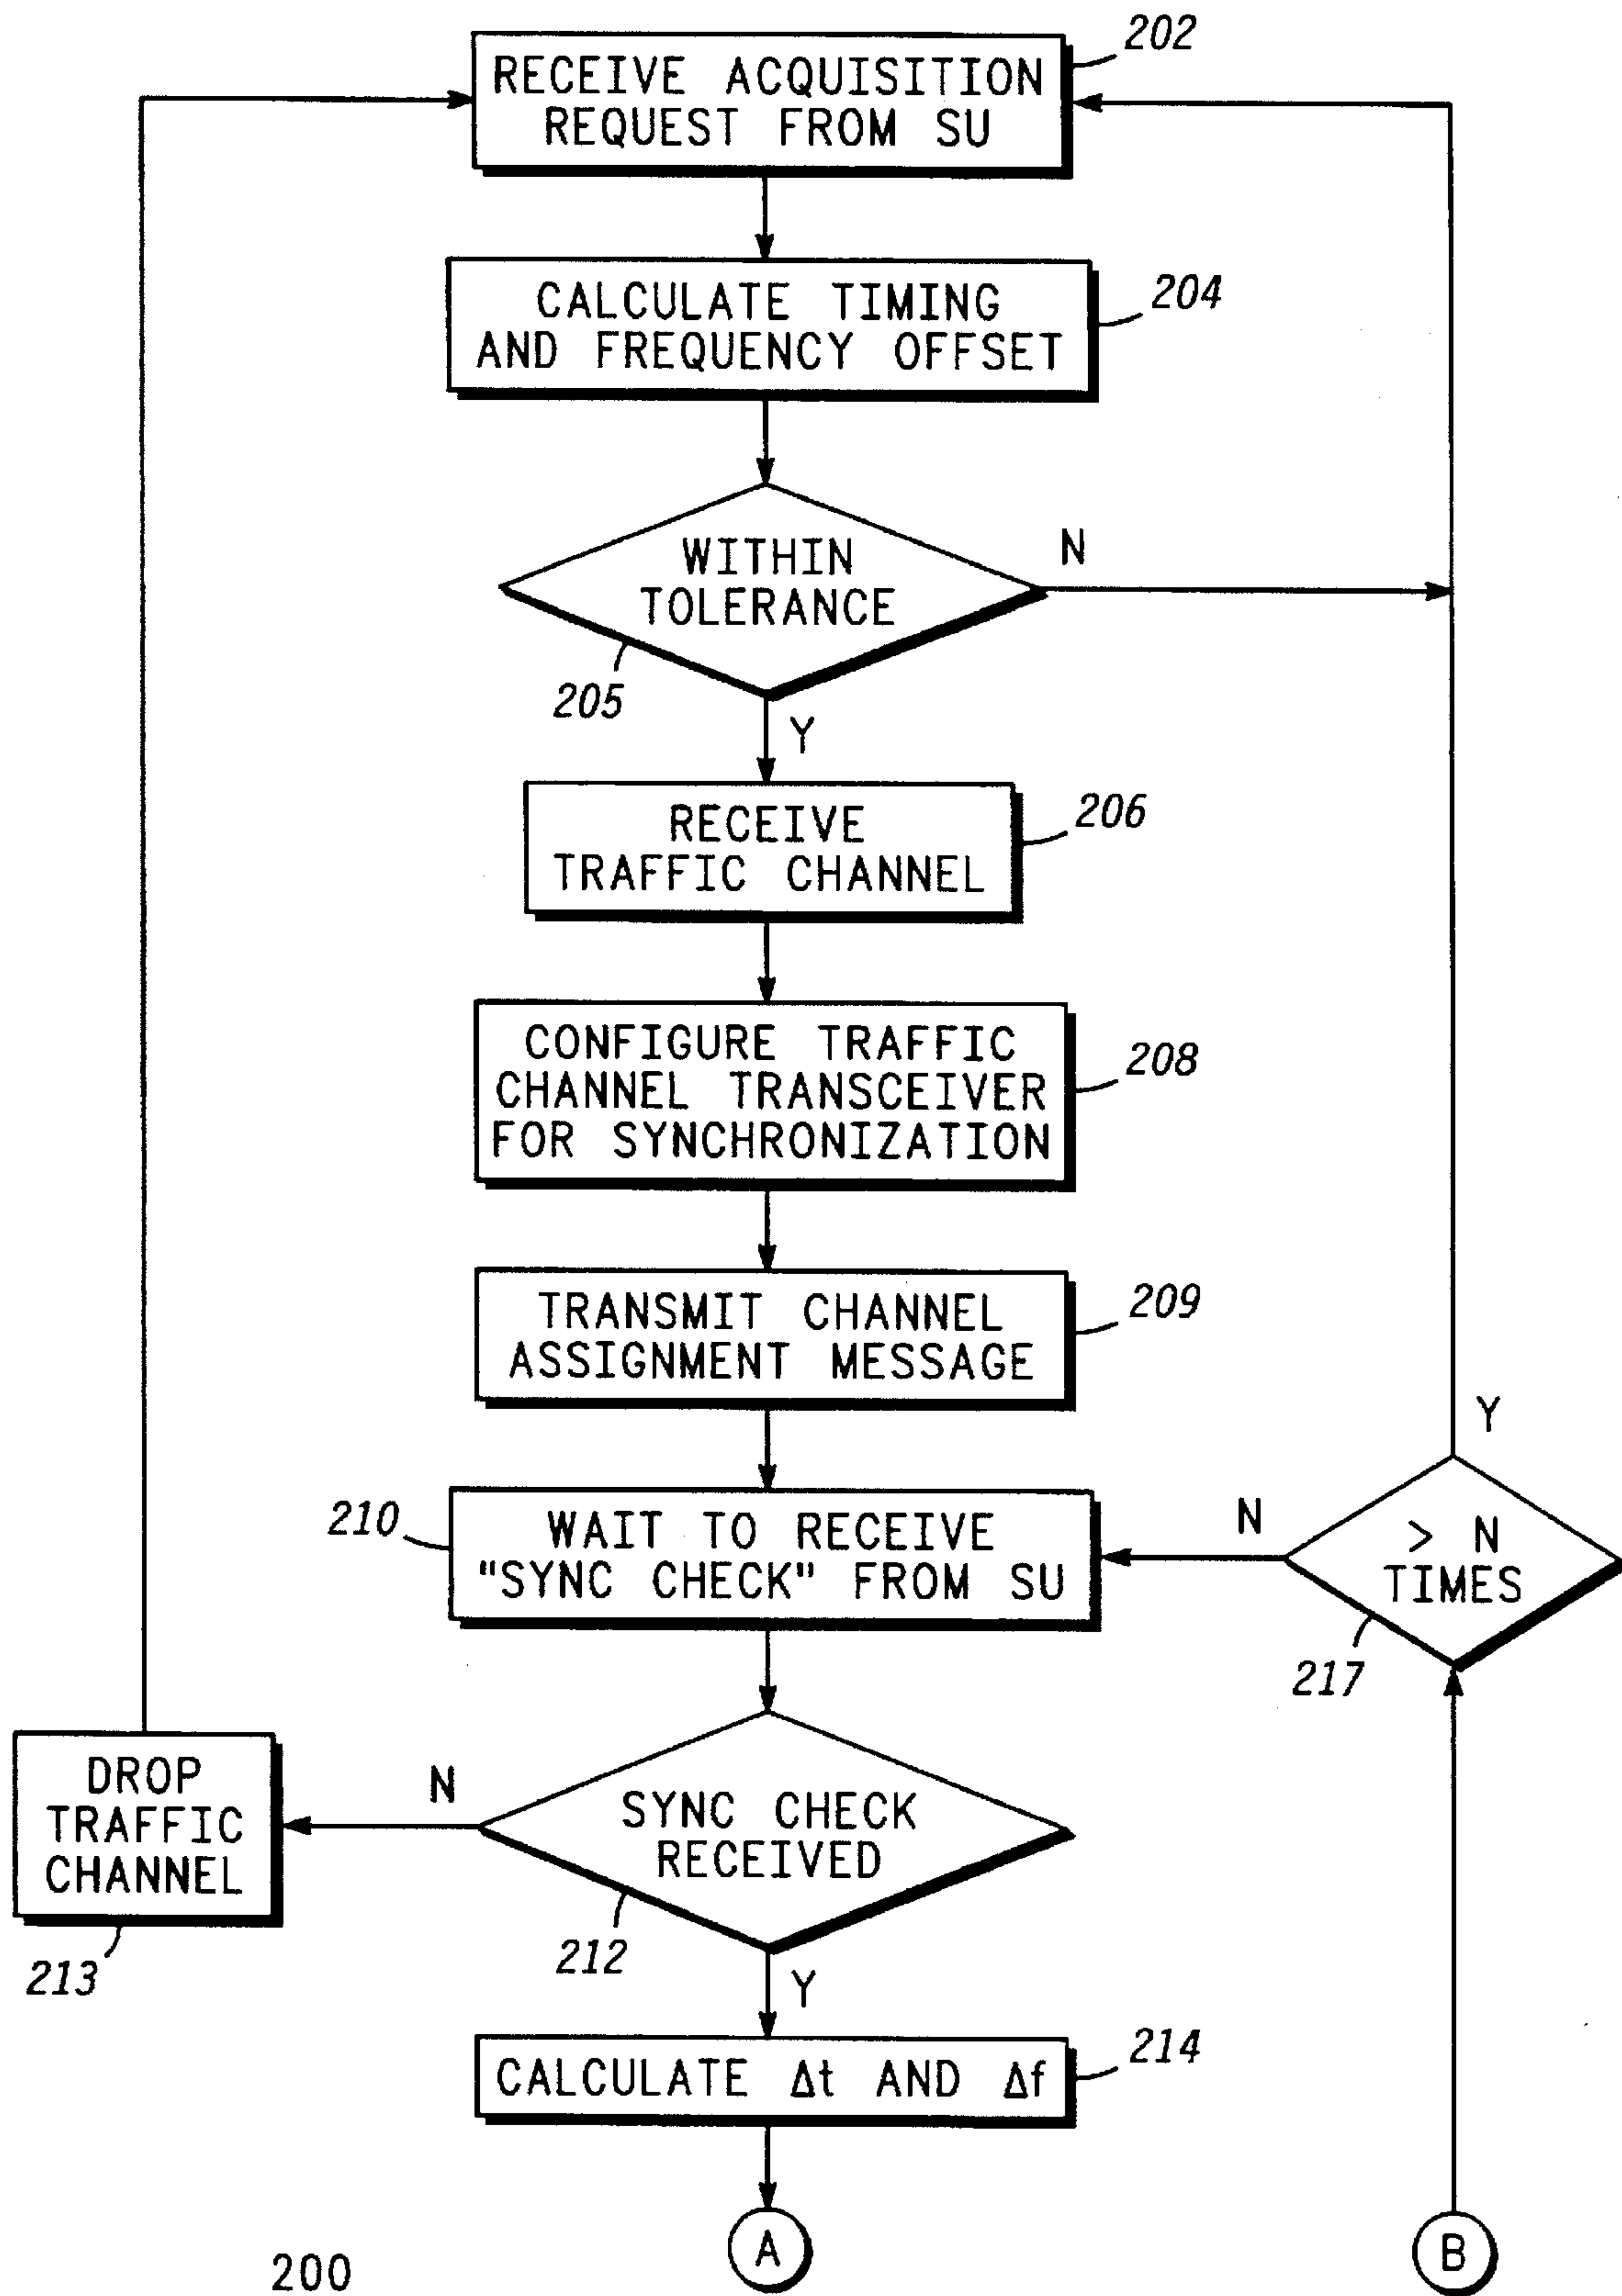 202
RECEIVE ACQUISITION
REQUEST FROM SU
204
CALCULATE TIMING
AND FREQUENCY OFFSET
WITHIN
TOLERANCE
N
205
Y
206
RECEIVE
TRAFFIC CHANNEL
208
CONFIGURE TRAFFIC
CHANNEL TRANSCEIVER
FOR SYNCHRONIZATION
209
TRANSMIT CHANNEL
ASSIGNMENT MESSAGE
Y
210
WAIT TO RECEIVE
"SYNC CHECK" FROM SU
N
> N
TIMES
217
DROP
TRAFFIC
CHANNEL
213
N
SYNC CHECK
RECEIVED
212
Y
214
CALCULATE Δt AND Δf
A
B
200